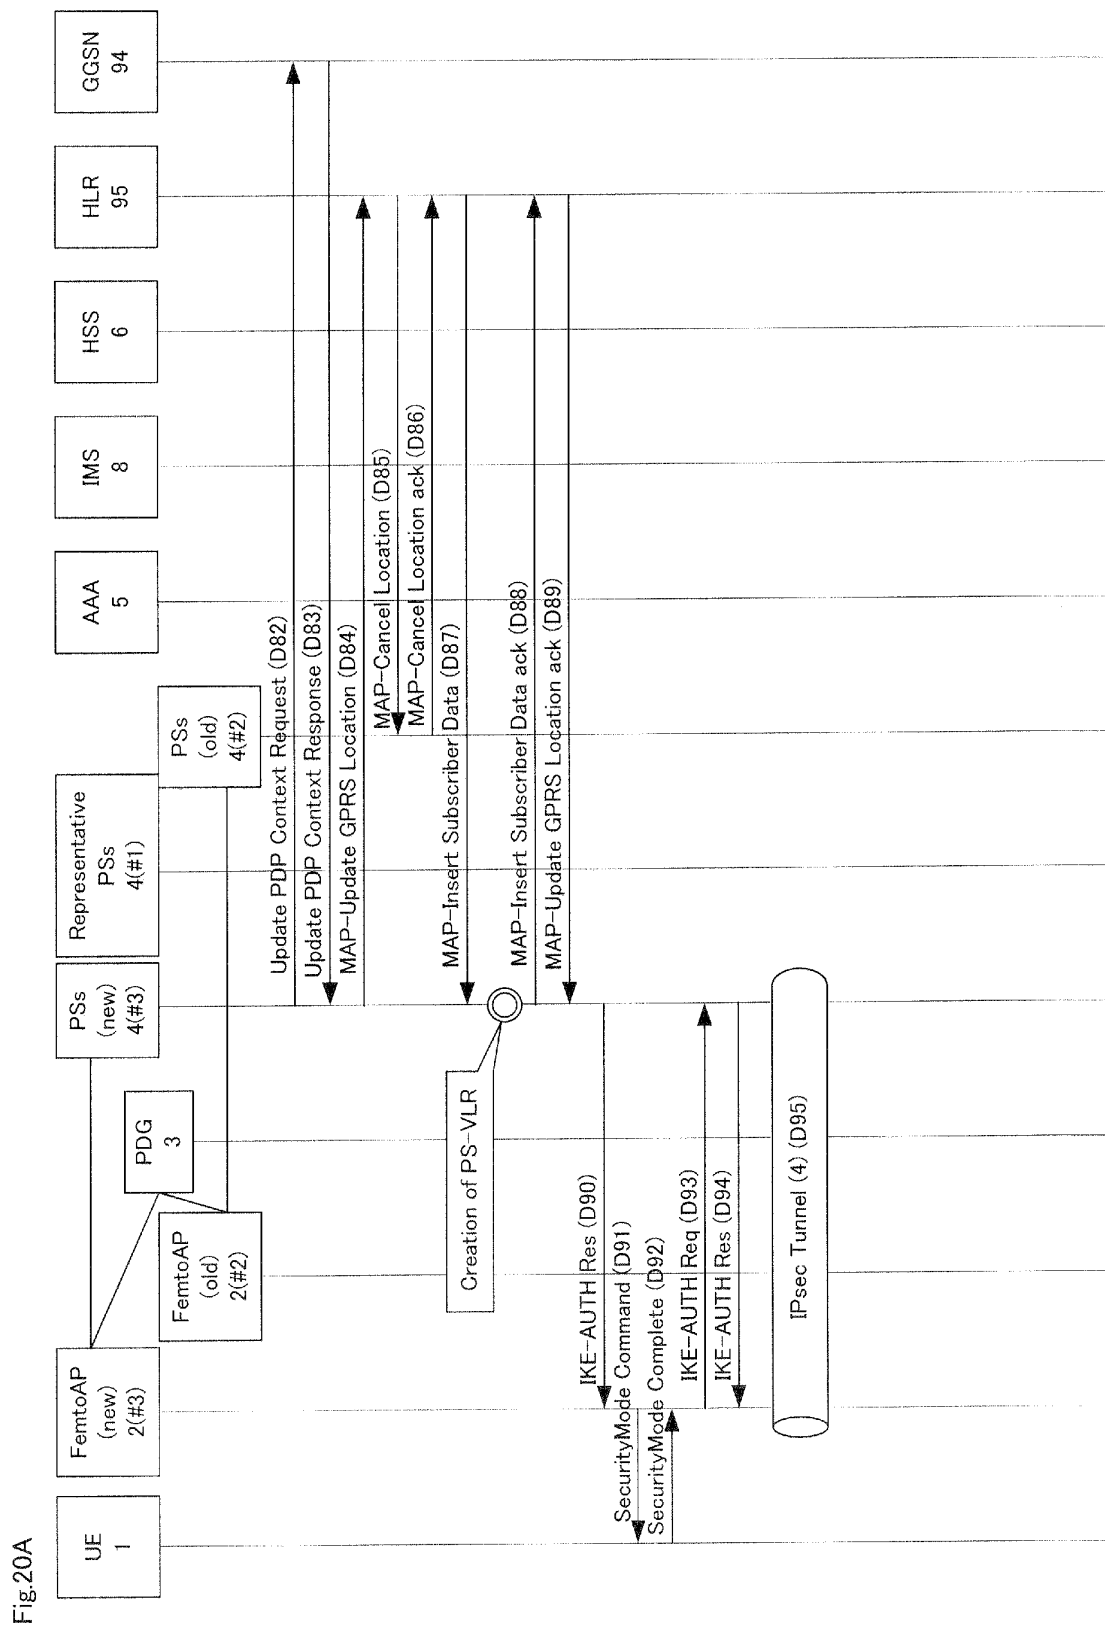 Fig.20A
UE
1
FemtoAP
(new)
2(#3)
FemtoAP
(old)
2(#2)
PDG
3
PSs
(new)
4(#3)
Representative
PSs
4(#1)
PSs
(old)
4(#2)
AAA
5
IMS
8
HSS
6
HLR
95
GGSN
94
Update PDP Context Request (D82)
Update PDP Context Response (D83)
MAP-Update GPRS Location (D84)
MAP-Cancel Location (D85)
MAP-Cancel Location ack (D86)
MAP-Insert Subscriber Data (D87)
Creation of PS-VLR
MAP-Insert Subscriber Data ack (D88)
MAP-Update GPRS Location ack (D89)
IKE-AUTH Res (D90)
SecurityMode Command (D91)
SecurityMode Complete (D92)
IKE-AUTH Req (D93)
IKE-AUTH Res (D94)
IPsec Tunnel (4) (D95)